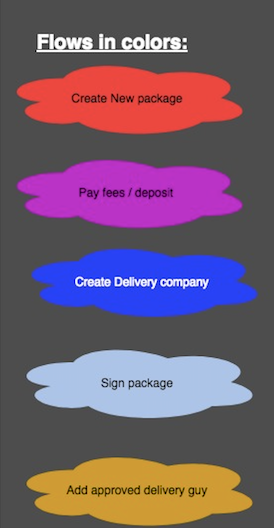 Flows in colors:
Create New package
Pay fees / deposit
Create Delivery company
Sign package
Add approved delivery guy